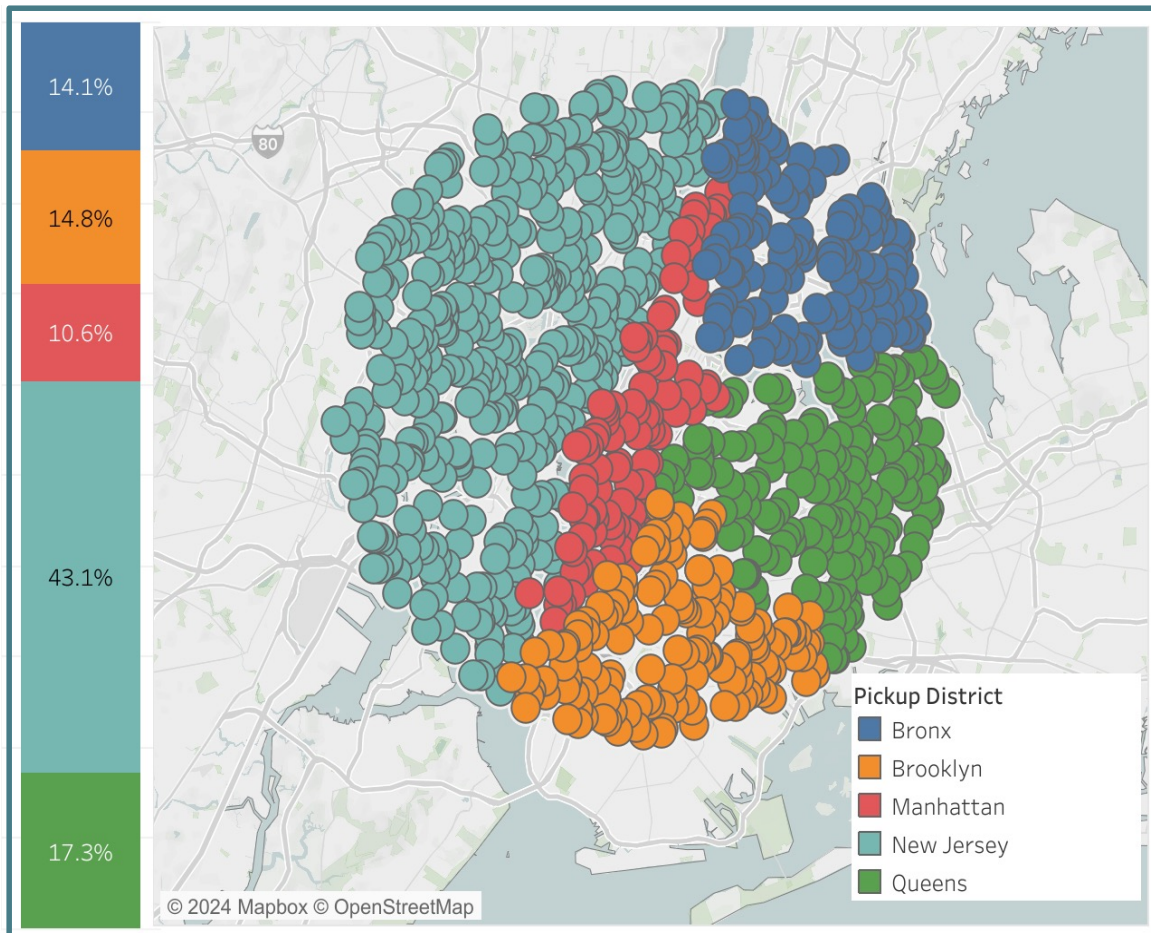 14.1%
14.8%
10.6%
43.1%
17.3%
80
Pickup District
Bronx
Brooklyn
Manhattan
New Jersey
Queens
© 2024 Mapbox © OpenStreetMap